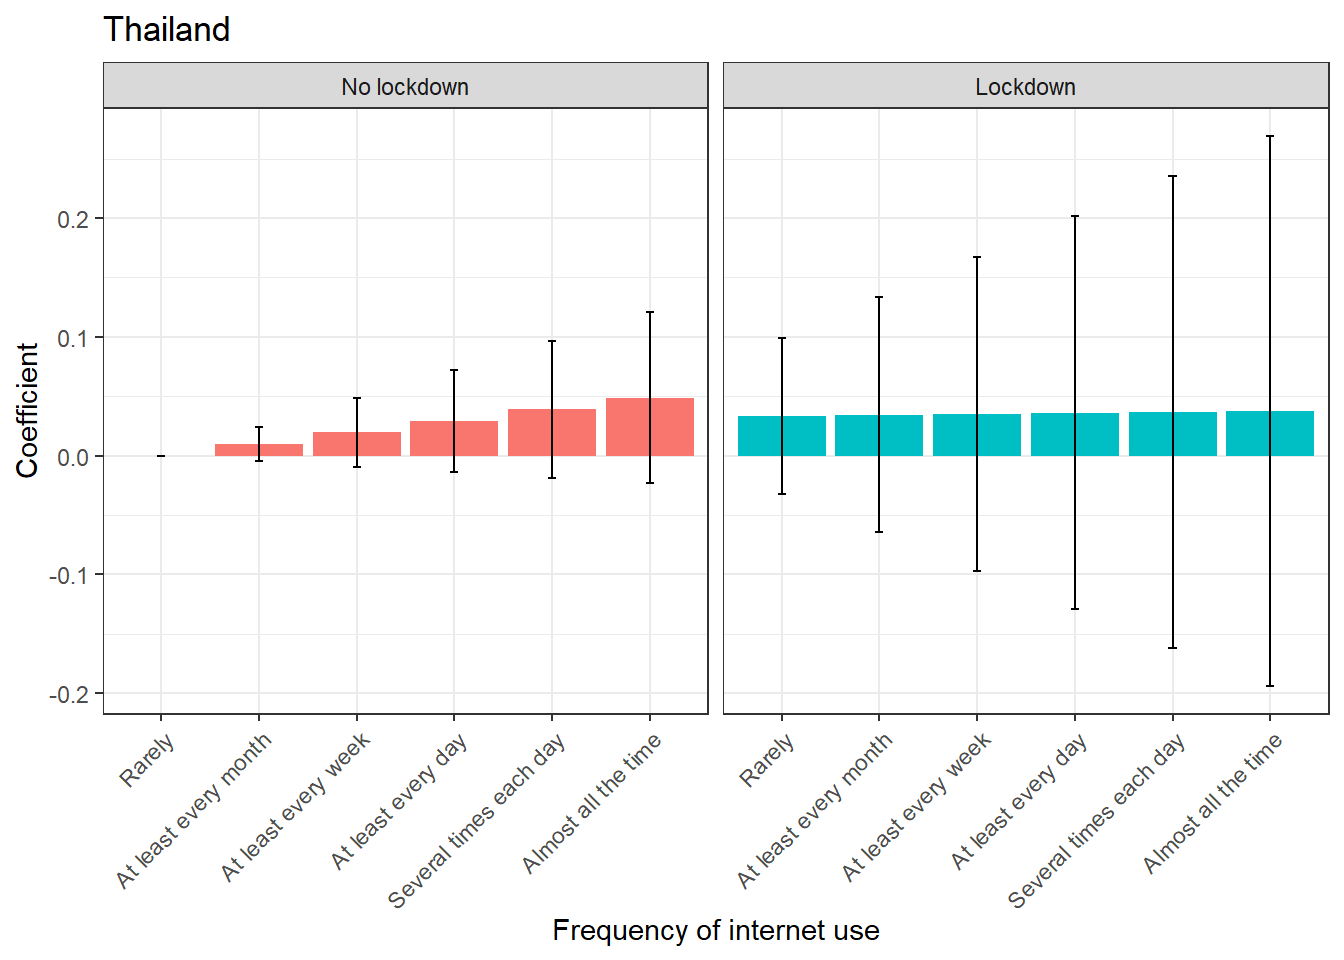 Thailand
No lockdown
Lockdown
Coefficient
0.2
0.1
0.0
-0.1
-0.2
Rarely
At least every month
At least every week
At least every day
Several times each day
Almost all the time
Rarely
At least every month
At least every week
At least every day
Several times each day
Almost all the time
Frequency of internet use